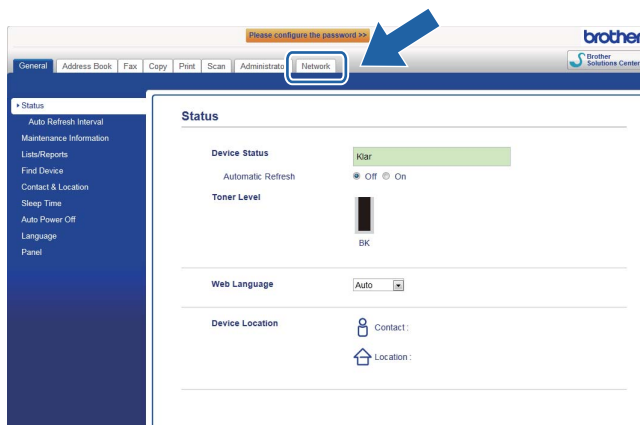 Please configure the password >>
brother
General Address Book Fax Copy Print Scan Administrato Network
Brother
Solutions Center
Status
Auto Refresh Interval
Maintenance Information
Lists/Reports
Find Device
Contact & Location
Sleep Time
Auto Power Off
Language
Panel
Status
Device Status Klar
Automatic Refresh Off On
Toner Level
BK
Web Language Auto
Device Location Contact :
Location :